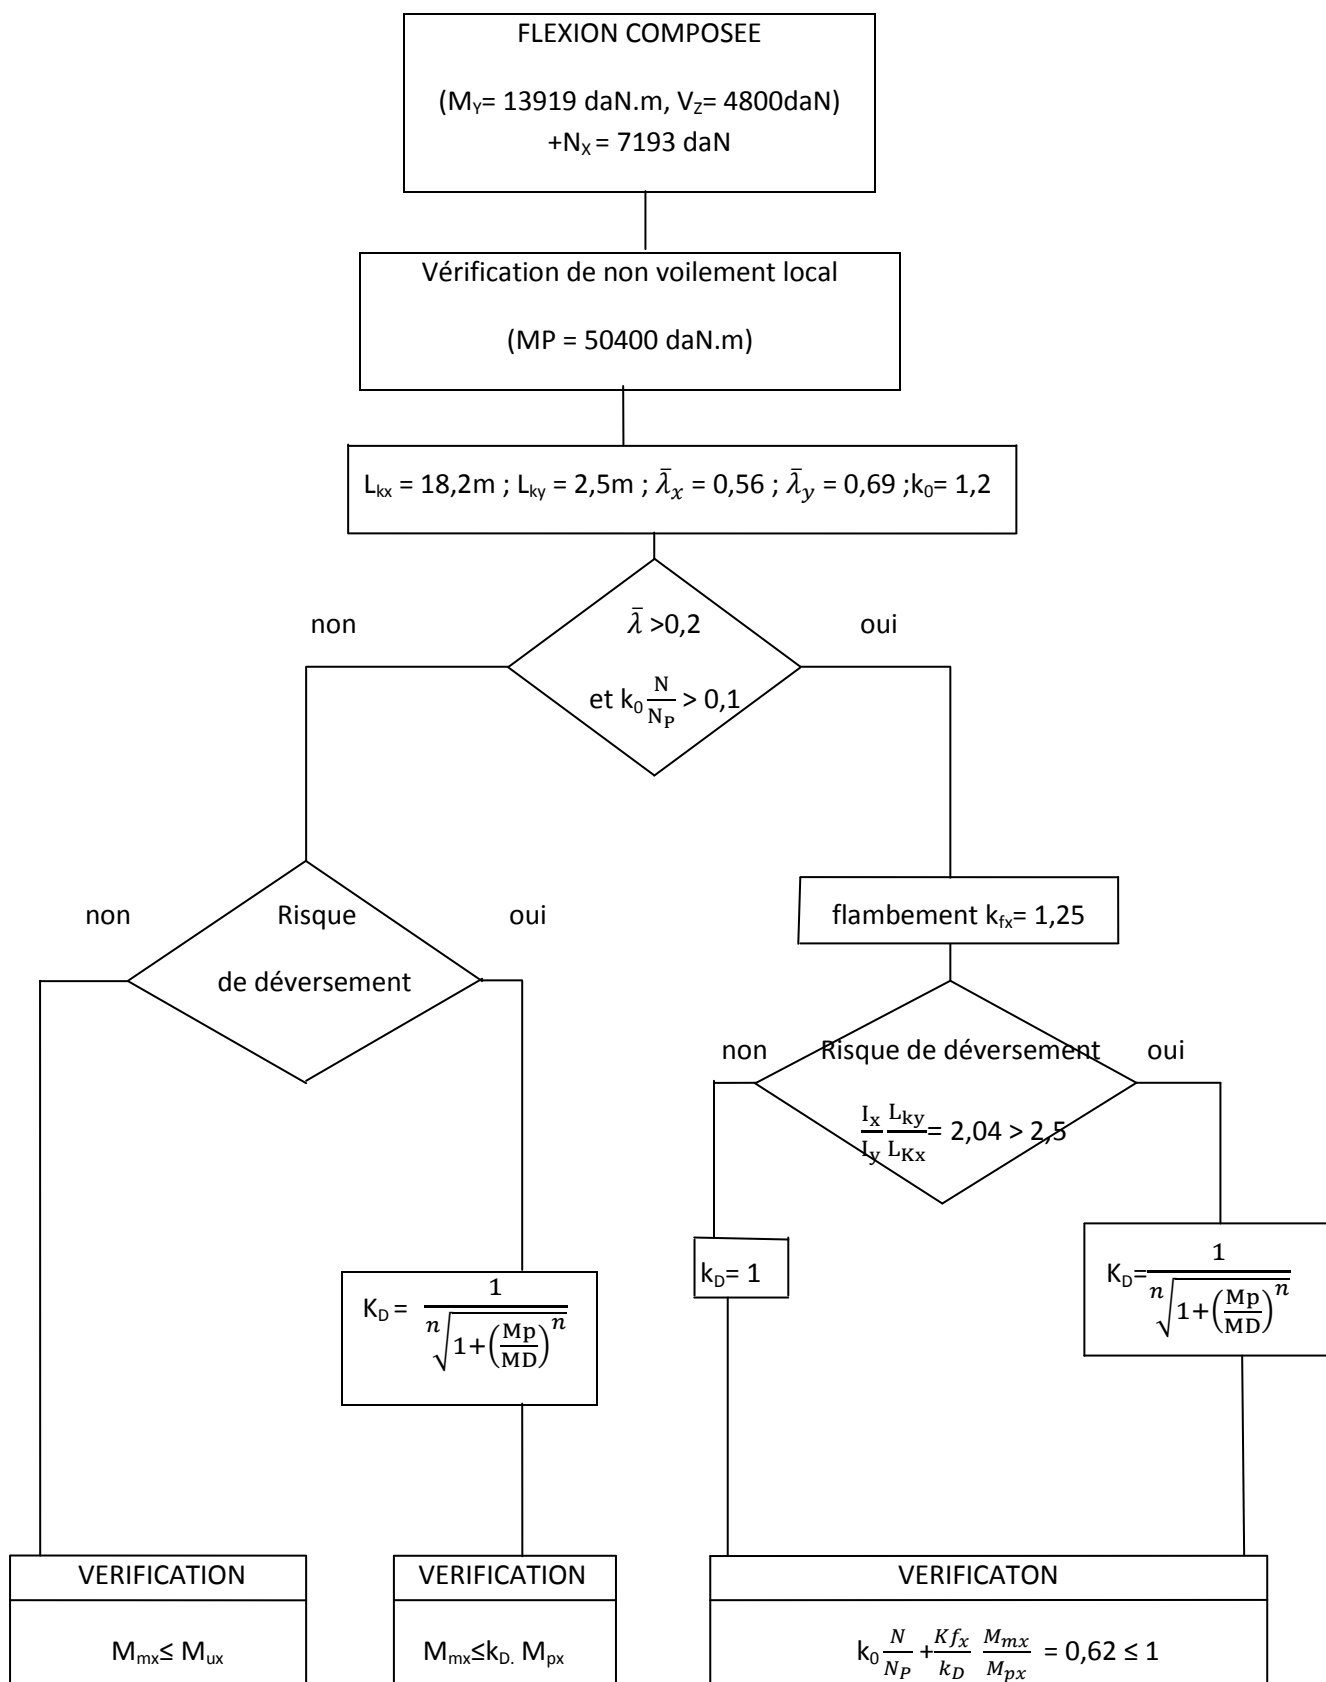 FLEXION COMPOSEE
(M_Y= 13919 daN.m, V_Z= 4800daN)
+N_X = 7193 daN
Vérification de non voilement local
(MP = 50400 daN.m)
L_kx = 18,2m ; L_ky = 2,5m ; λ̄_x = 0,56 ; λ̄_y = 0,69 ;k_0= 1,2
non
λ̄ >0,2
oui
et k_0 N/N_P > 0,1
non
Risque
oui
de déversement
flambement k_fx= 1,25
non
Risque de déversement
oui
I_x/I_y L_ky/L_Kx = 2,04 > 2,5
k_D= 1
K_D= 1/ⁿ√(1+(Mp/MD)ⁿ)
K_D = 1/ⁿ√(1+(Mp/MD)ⁿ)
VERIFICATION
VERIFICATION
VERIFICATON
M_mx≤ M_ux
M_mx≤k_D. M_px
k_0 N/N_P + Kf_x/k_D M_mx/M_px = 0,62 ≤ 1